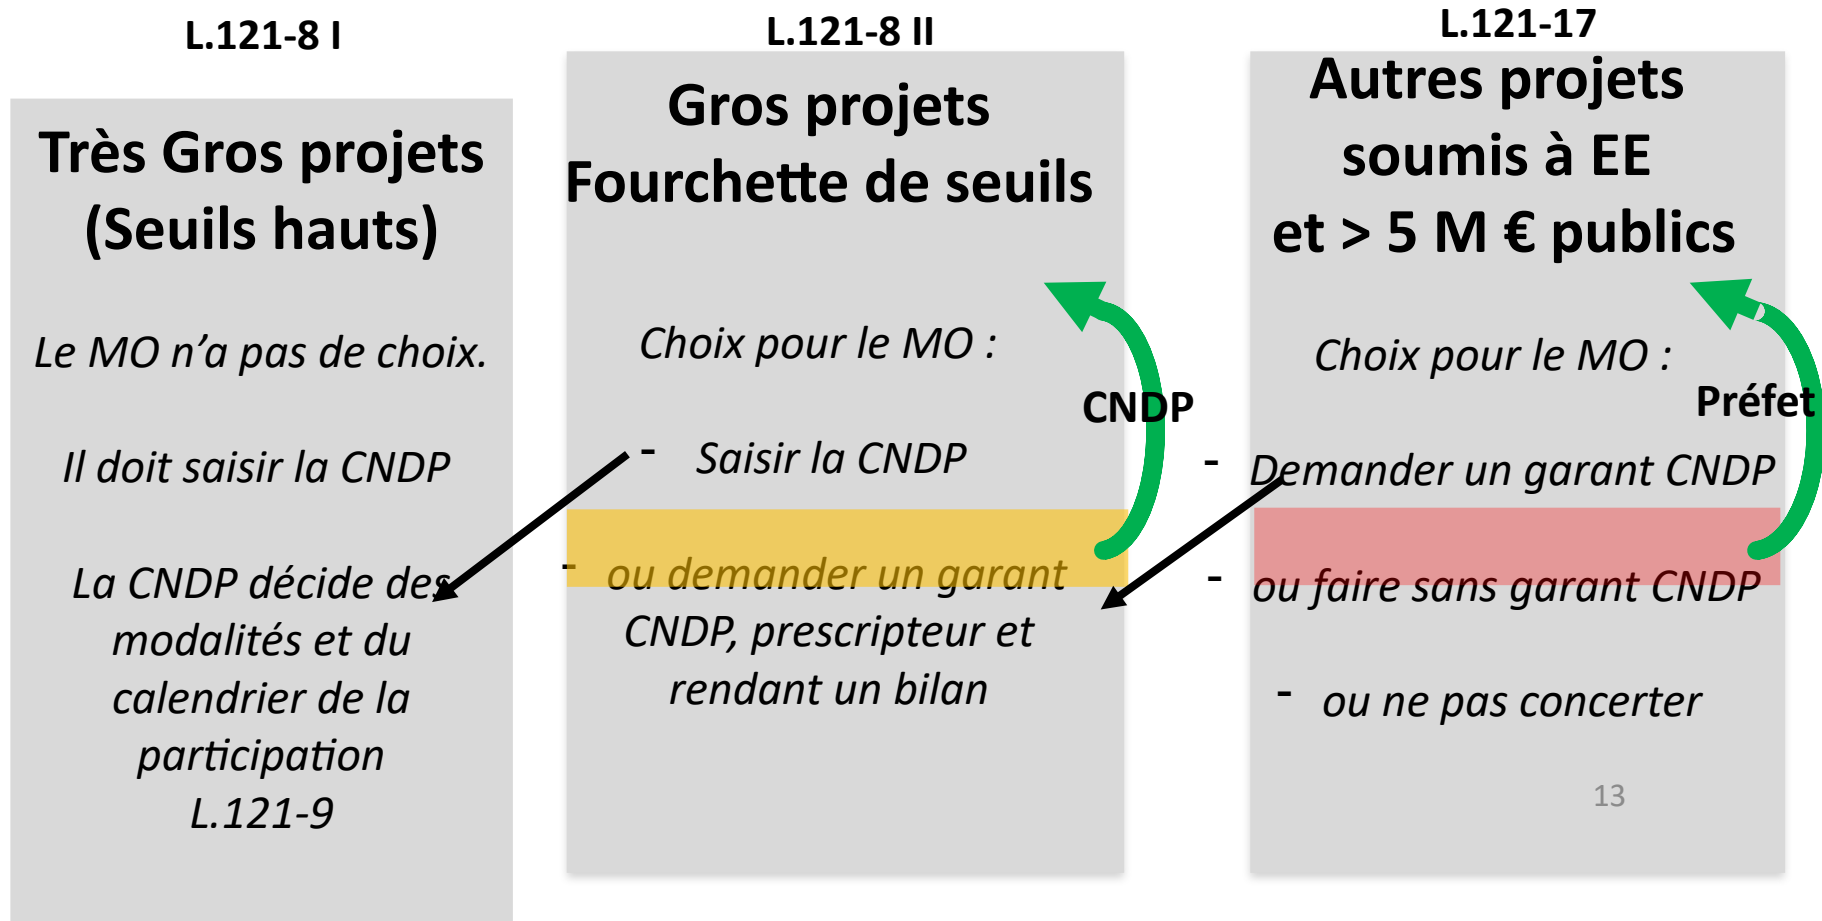 L.121-8 I
Très Gros projets
(Seuils hauts)
Le MO n’a pas de choix.
Il doit saisir la CNDP
La CNDP décide des
modalités et du
calendrier de la
participation
L.121-9
L.121-8 II
Gros projets
Fourchette de seuils
Choix pour le MO :
- Saisir la CNDP
- ou demander un garant
CNDP, prescripteur et
rendant un bilan
CNDP
L.121-17
Autres projets
soumis à EE
et > 5 M € publics
Choix pour le MO :
- Demander un garant CNDP
- ou faire sans garant CNDP
- ou ne pas concerter
Préfet
13